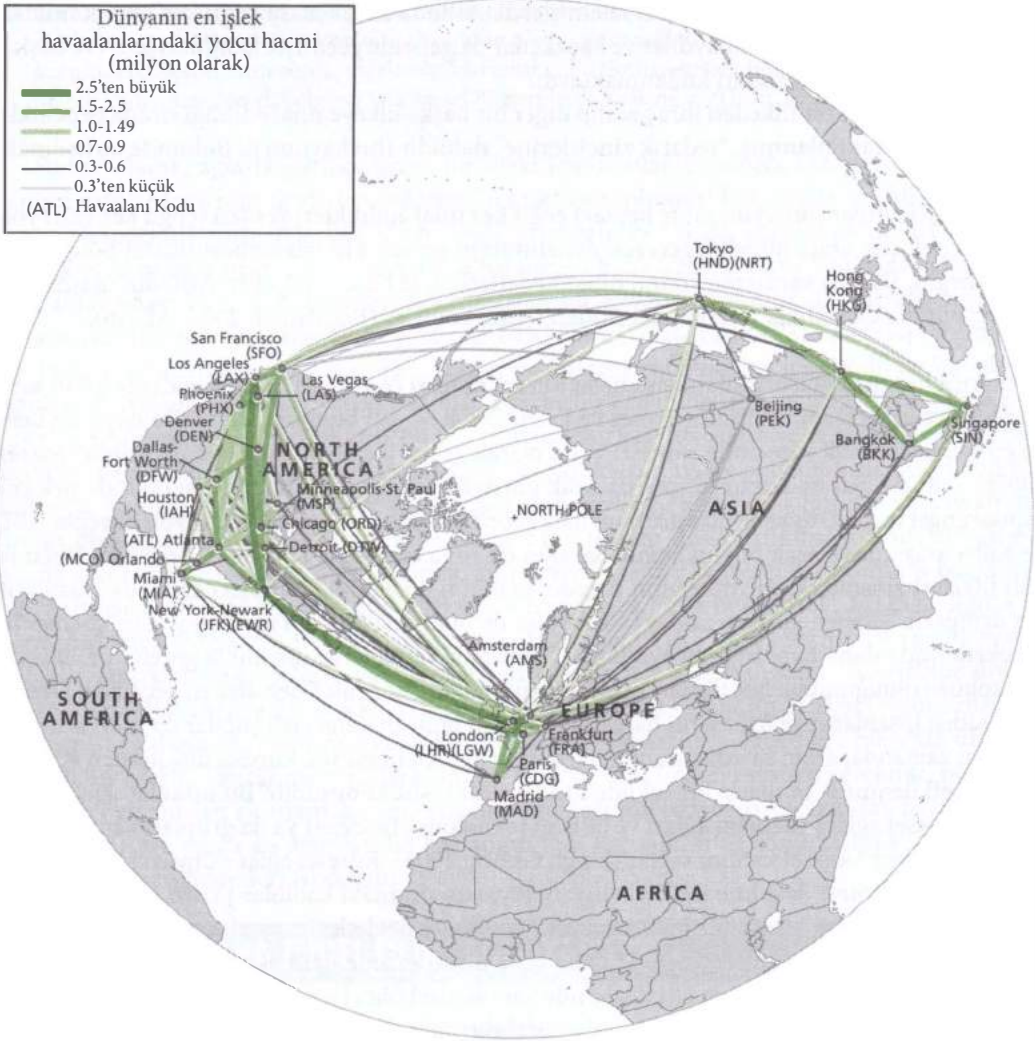 Dünyanın en işlek
havaalanlarındaki yolcu hacmi
(milyon olarak)
2.5'ten büyük
1.5-2.5
1.0-1.49
0.7-0.9
0.3-0.6
0.3'ten küçük
(ATL) Havaalanı Kodu
Tokyo
(HND)(NRT)
Hong
Kong
(HKG)
San Francisco
(SFO)
Los Angeles
(LAX)
Las Vegas
(LAS)
Phoenix
(PHX)
Beijing
(PEK)
Singapore
(SIN)
Bangkok
(BKK)
Denver
(DEN)
NORTH
AMERICA
Dallas-
Fort Worth
(DFW)
Minneapolis-St. Paul
(MSP)
Houston
(IAH)
NORTH POLE
ASIA
Chicago (ORD)
(ATL) Atlanta
Detroit (DTW)
(MCO) Orlando
Miami
(MIA)
New York-Newark
(JFK)(EWR)
Amsterdam
(AMS)
SOUTH
AMERICA
EUROPE
London
(LHR)(LGW)
Frankfurt
(FRA)
Paris
(CDG)
Madrid
(MAD)
AFRICA